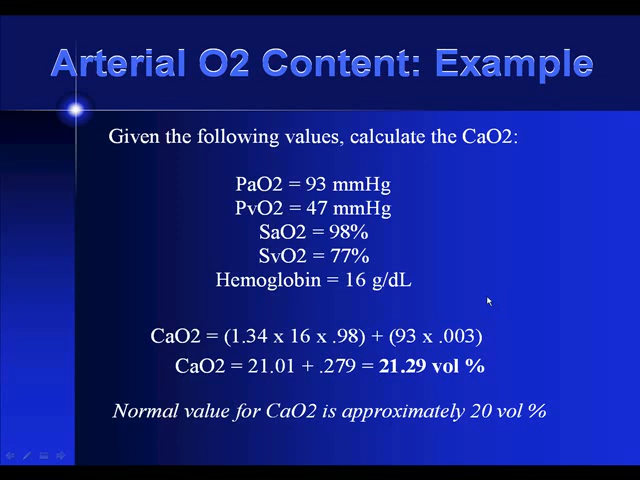 Arterial O2 Content: Example
Given the following values, calculate the CaO2:
PaO2 = 93 mmHg
PvO2 = 47 mmHg
SaO2 = 98%
SvO2 = 77%
Hemoglobin = 16 g/dL
CaO2 = (1.34 x 16 x .98) + (93 x .003)
CaO2 = 21.01 + .279 = 21.29 vol %
Normal value for CaO2 is approximately 20 vol %